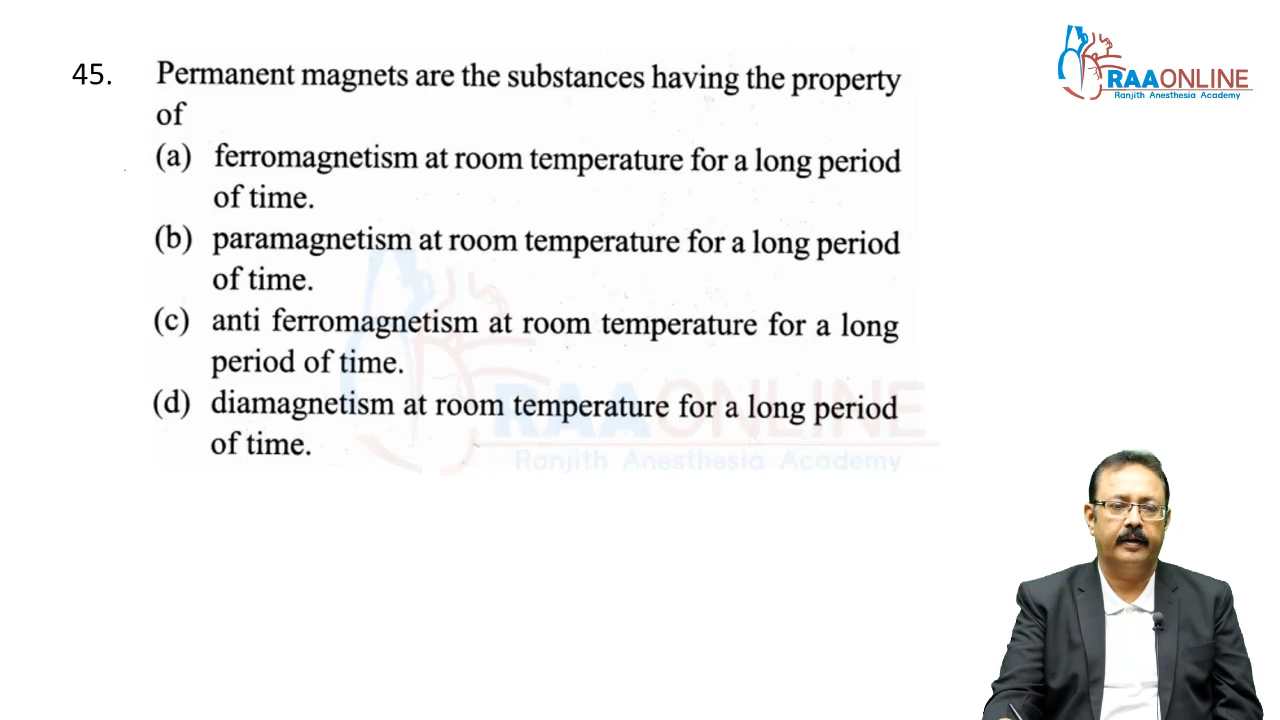 RAAONLINE
Ranjith Anesthesia Academy
45. Permanent magnets are the substances having the property
of
(a) ferromagnetism at room temperature for a long period
of time.
(b) paramagnetism at room temperature for a long period
of time.
(c) anti ferromagnetism at room temperature for a long
period of time.
(d) diamagnetism at room temperature for a long period
of time.
RAAONLINE
Ranjith Anesthesia Academy